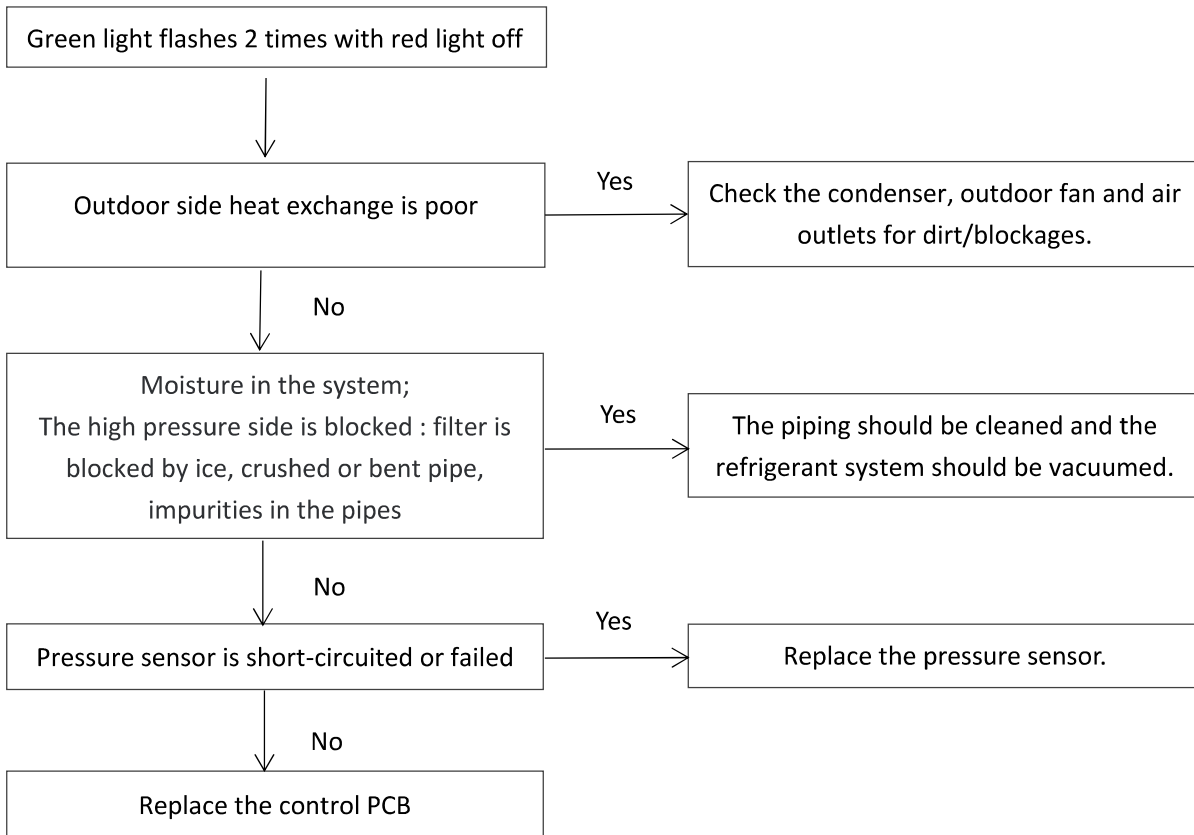 Green light flashes 2 times with red light off
Outdoor side heat exchange is poor
Yes
Check the condenser, outdoor fan and air
outlets for dirt/blockages.
No
Moisture in the system;
The high pressure side is blocked : filter is
blocked by ice, crushed or bent pipe,
impurities in the pipes
Yes
The piping should be cleaned and the
refrigerant system should be vacuumed.
No
Pressure sensor is short-circuited or failed
Yes
Replace the pressure sensor.
No
Replace the control PCB